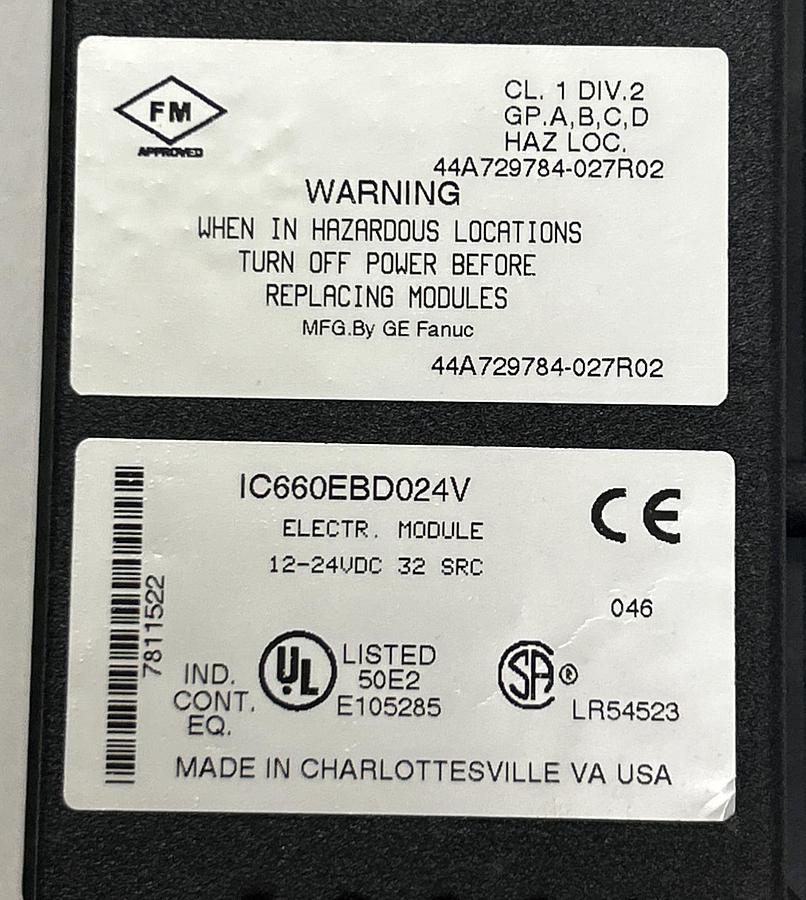 FM
APPROVED
CL. 1 DIV.2
GP.A,B,C,D
HAZ LOC.
44A729784-027R02
WARNING
WHEN IN HAZARDOUS LOCATIONS
TURN OFF POWER BEFORE
REPLACING MODULES
MFG.By GE Fanuc
44A729784-027R02
IC660EBD024V
ELECTR. MODULE
12-24VDC 32 SRC
CE
046
7811522
IND.
CONT.
EQ.
UL
LISTED
50E2
E105285
SA ®
LR54523
MADE IN CHARLOTTESVILLE VA USA